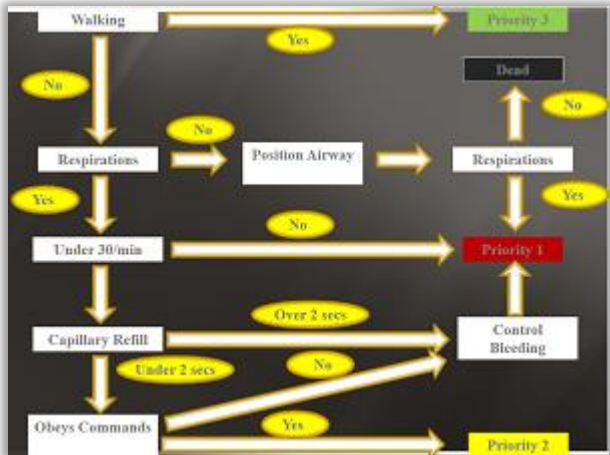 Walking
Yes
Priority 3
No
Dead
No
No
Respirations
Position Airway
Respirations
Yes
No
Yes
Under 30/min
Priority 1
Over 2 secs
Capillary Refill
Control
Bleeding
Under 2 secs
No
Obeys Commands
Yes
Priority 2